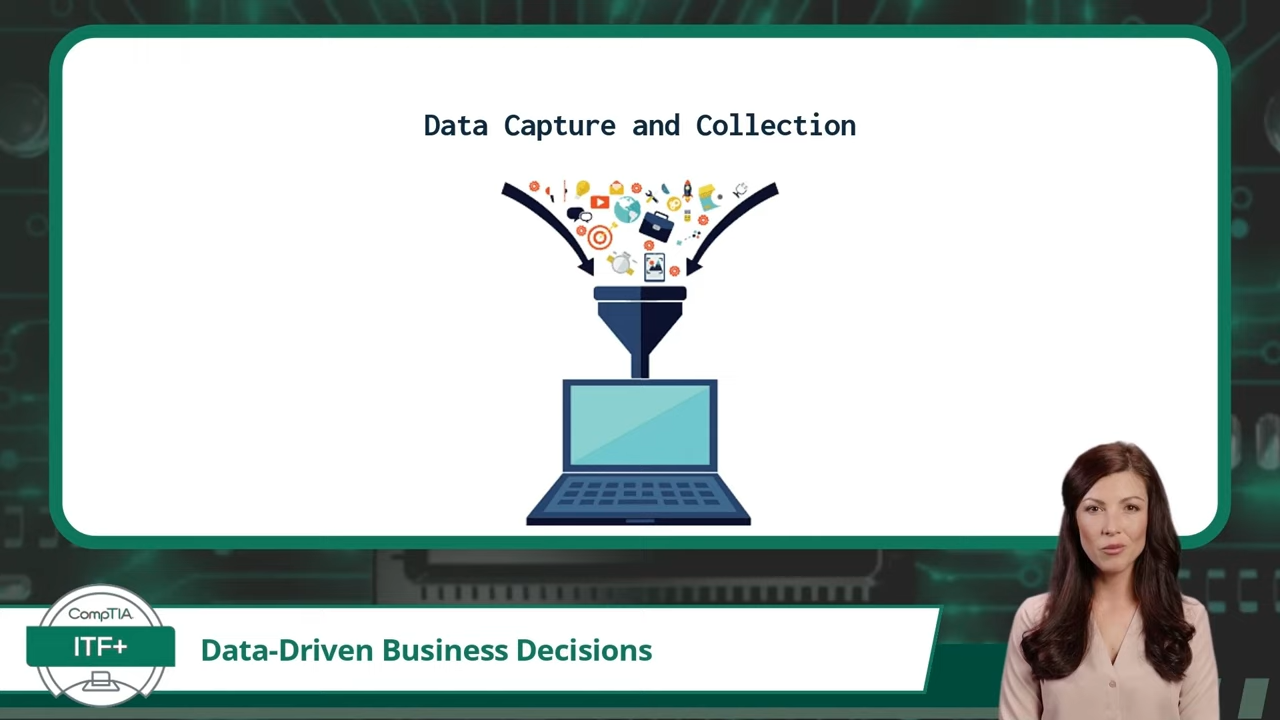 Data Capture and Collection
CompTIA.
ITF+
Data-Driven Business Decisions